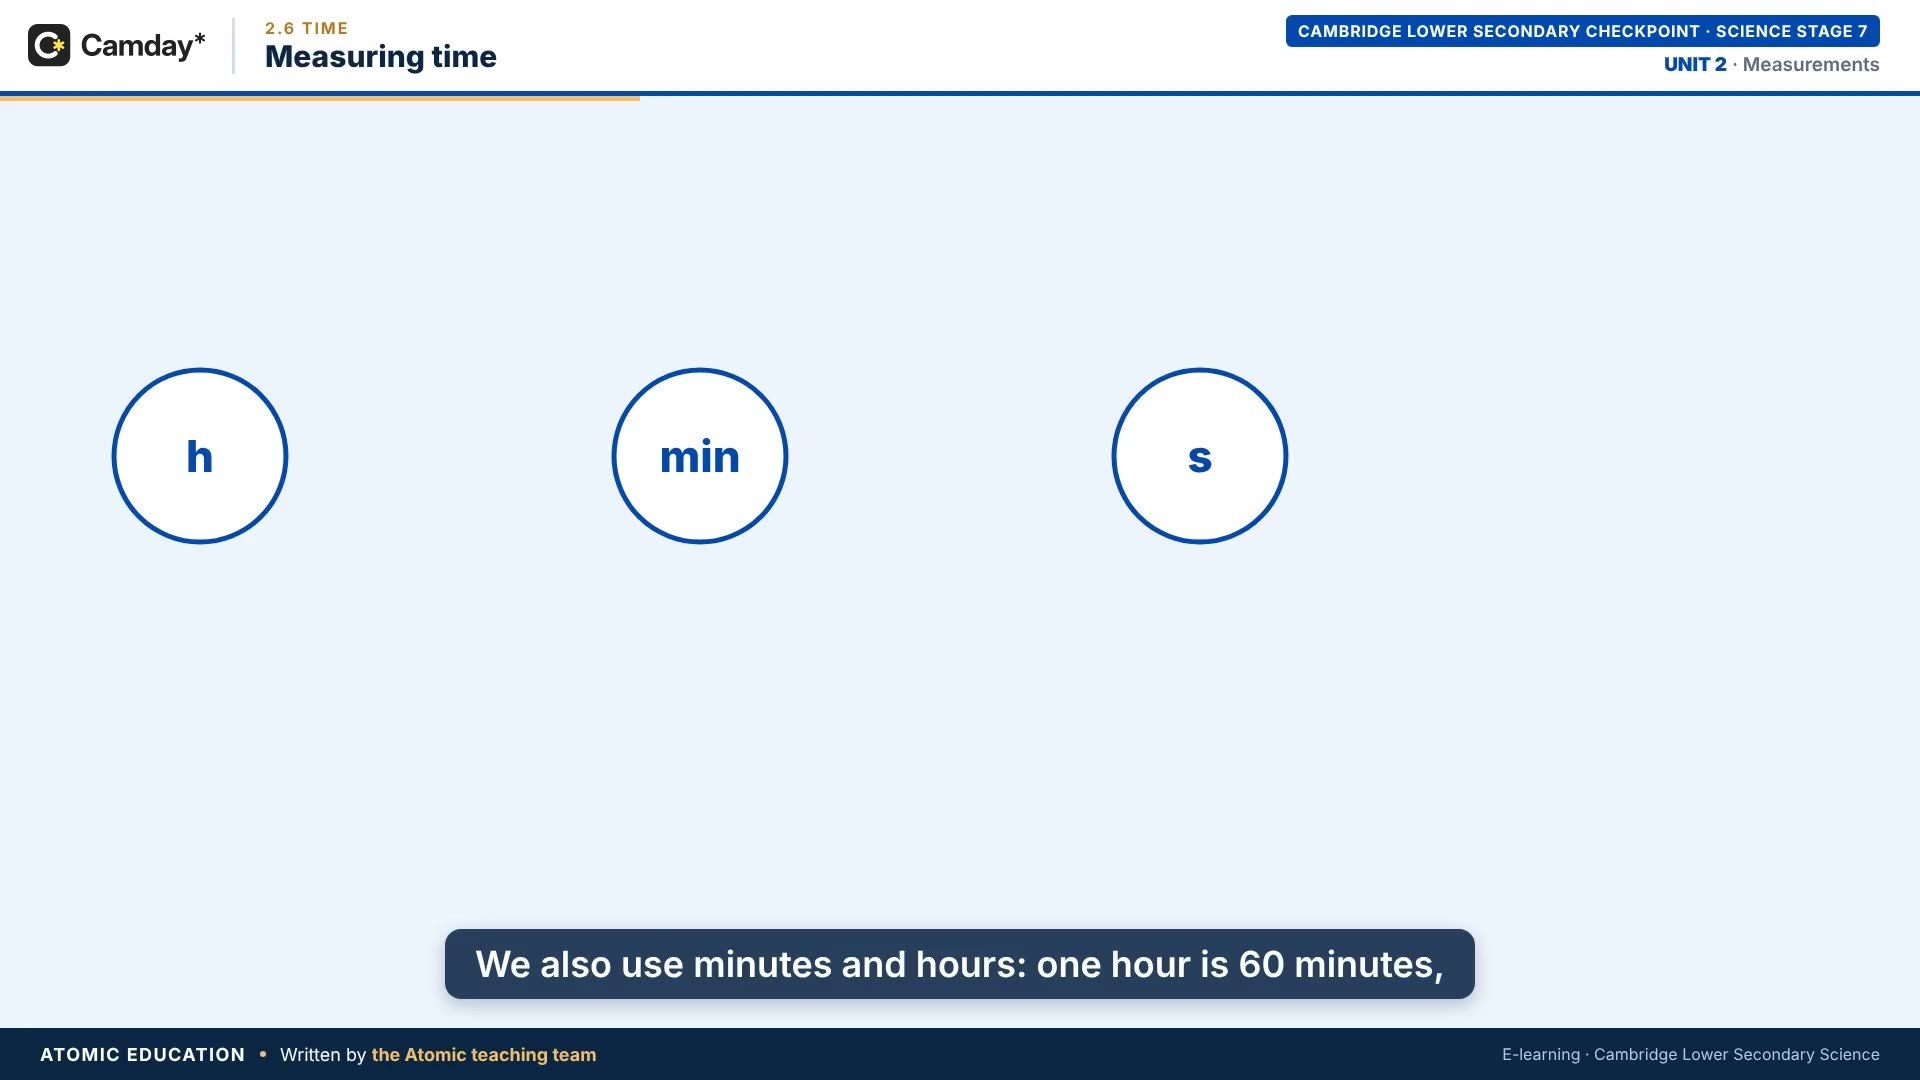 Camday*
2.6 TIME
Measuring time
CAMBRIDGE LOWER SECONDARY CHECKPOINT · SCIENCE STAGE 7
UNIT 2 · Measurements
h
min
s
We also use minutes and hours: one hour is 60 minutes,
ATOMIC EDUCATION • Written by the Atomic teaching team
E-learning · Cambridge Lower Secondary Science